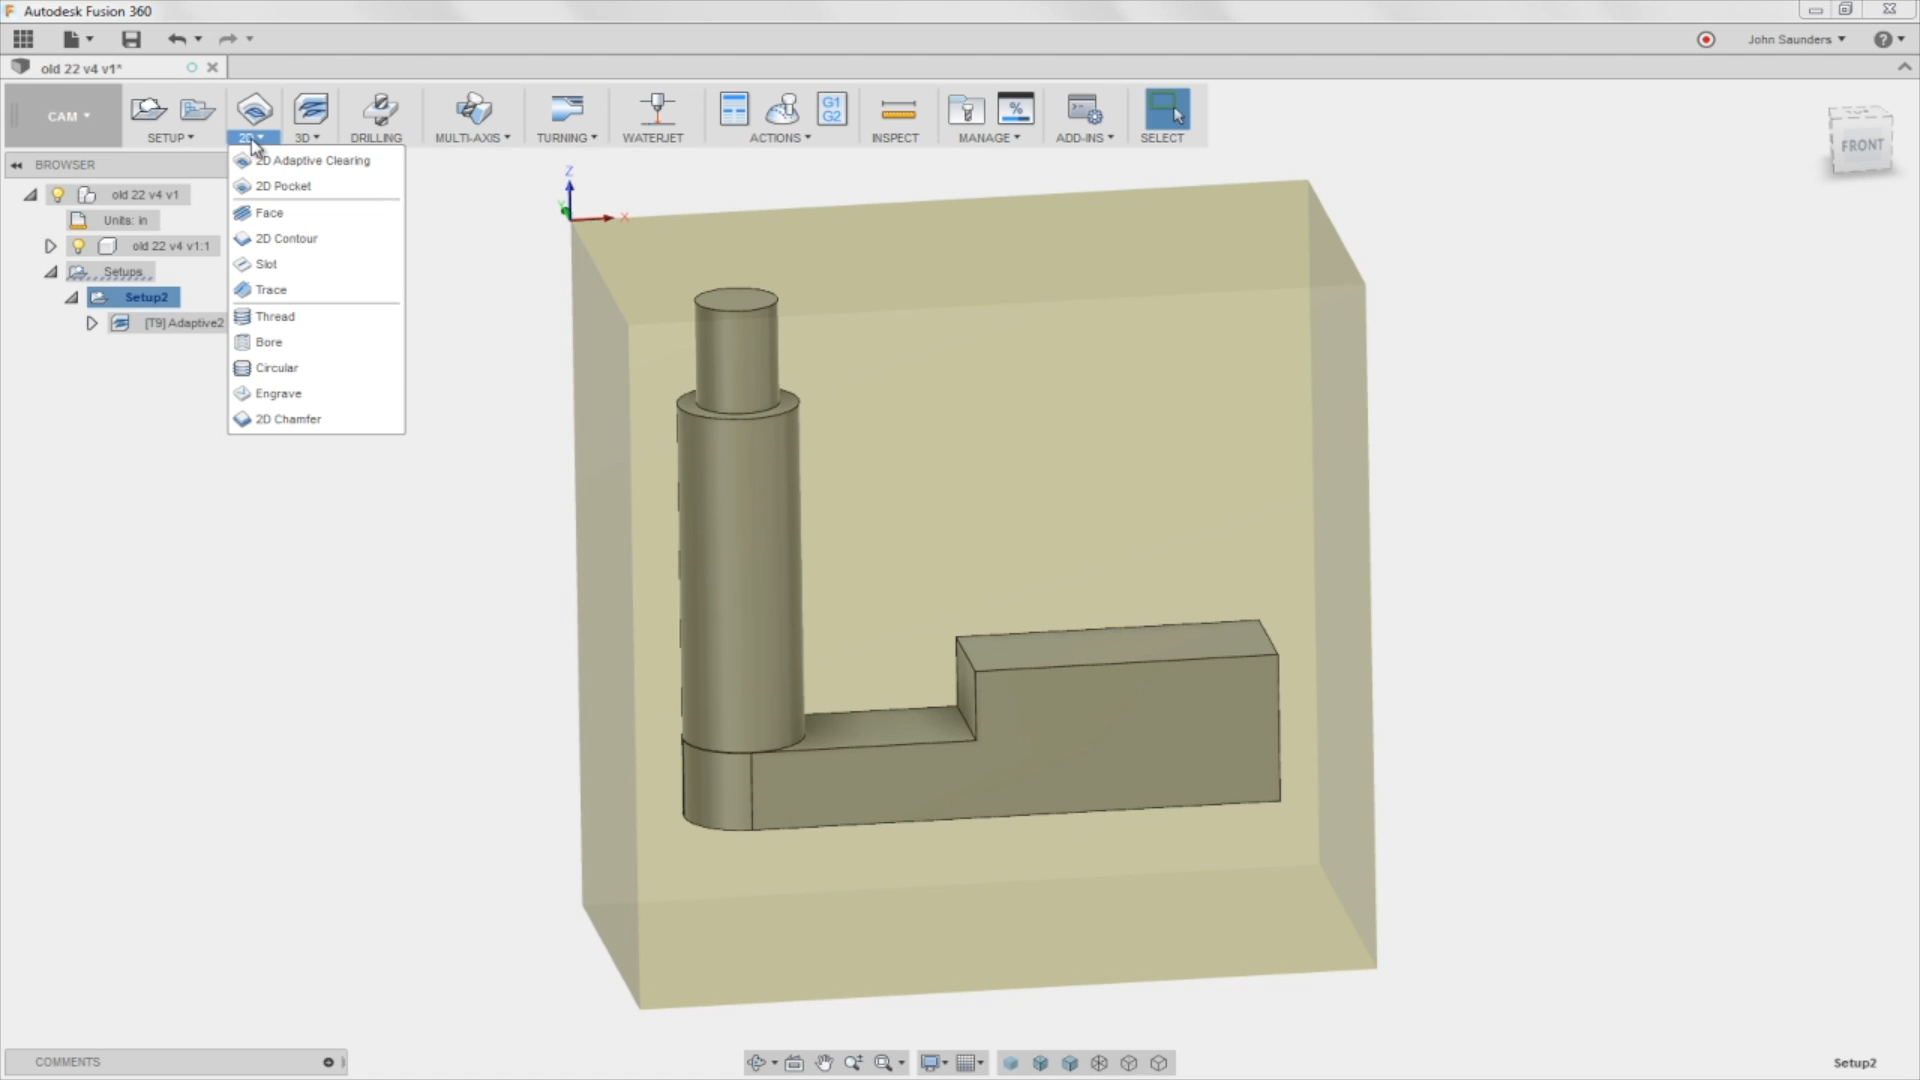 Autodesk Fusion 360
John Saunders
old 22 v4 v1*
CAM
SETUP
2D
3D
DRILLING
MULTI-AXIS
TURNING
WATERJET
G1
G2
ACTIONS
INSPECT
%
MANAGE
ADD-INS
SELECT
BROWSER
old 22 v4 v1
Units: in
old 22 v4 v1:1
Setups
Setup2
[T9] Adaptive2
2D Adaptive Clearing
2D Pocket
Face
2D Contour
Slot
Trace
Thread
Bore
Circular
Engrave
2D Chamfer
Z
Y
X
FRONT
COMMENTS
Setup2